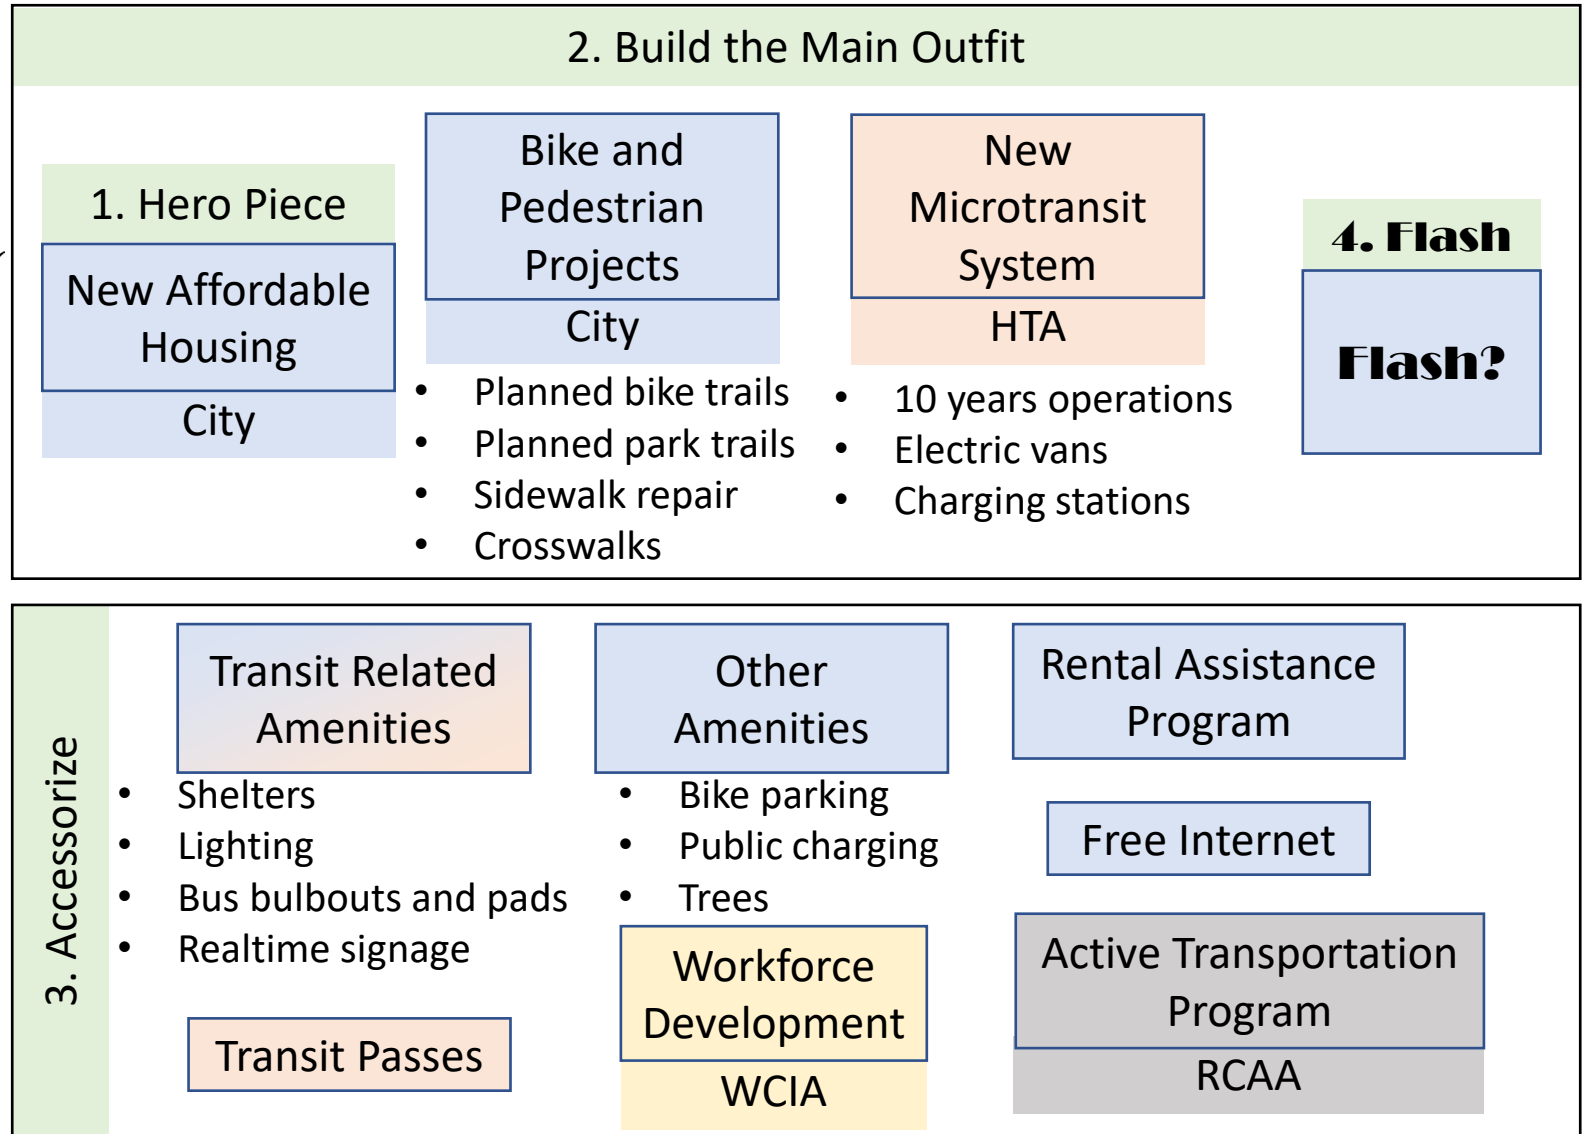 2. Build the Main Outfit
1. Hero Piece
New Affordable
Housing
City
Bike and
Pedestrian
Projects
City
• Planned bike trails
• Planned park trails
• Sidewalk repair
• Crosswalks
New
Microtransit
System
HTA
• 10 years operations
• Electric vans
• Charging stations
4. Flash
Flash?
3. Accessorize
Transit Related
Amenities
• Shelters
• Lighting
• Bus bulbouts and pads
• Realtime signage
Transit Passes
Other
Amenities
• Bike parking
• Public charging
• Trees
Workforce
Development
WCIA
Rental Assistance
Program
Free Internet
Active Transportation
Program
RCAA